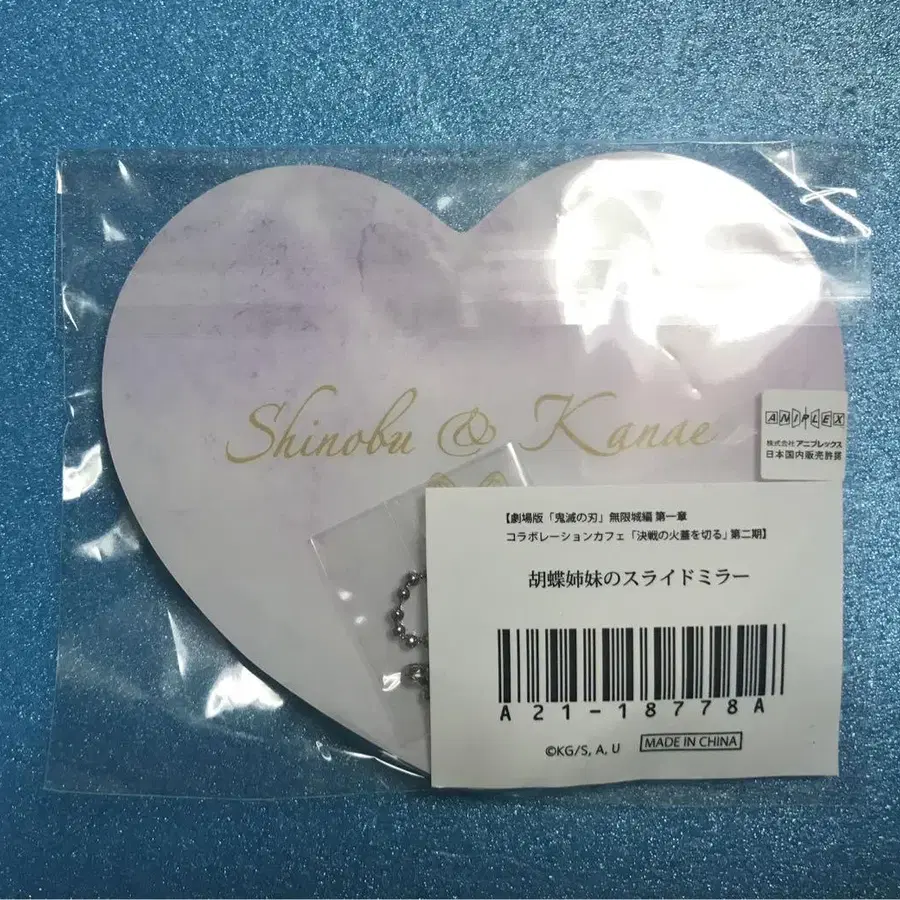 Shinobu & Kanae
ANIPLEX
株式会社アニプレックス
日本国内販売許諾
【劇場版「鬼滅の刃」無限城編 第一章
コラボレーションカフェ「決戦の火蓋を切る」第二期】
胡蝶姉妹のスライドミラー
A21-18778A
©KG/S, A, U
MADE IN CHINA